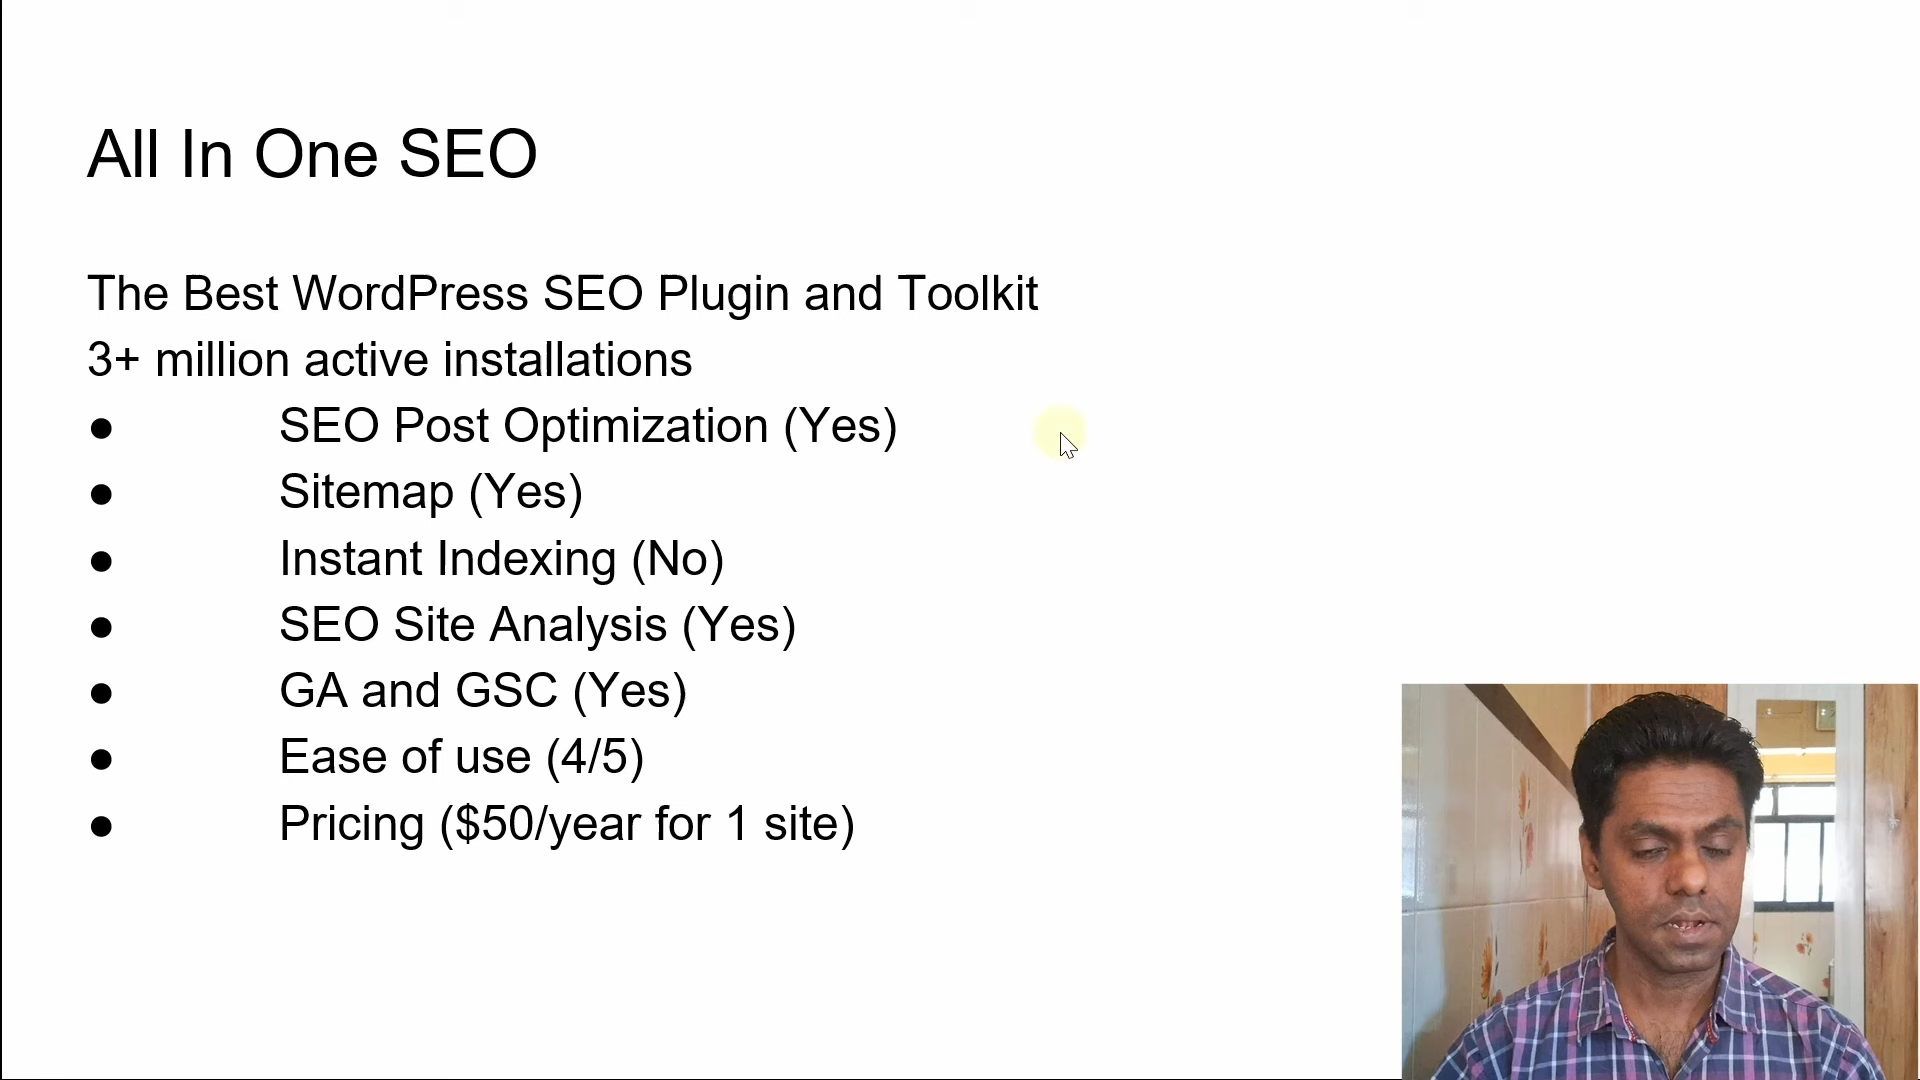 All In One SEO
The Best WordPress SEO Plugin and Toolkit
3+ million active installations
● SEO Post Optimization (Yes)
● Sitemap (Yes)
● Instant Indexing (No)
● SEO Site Analysis (Yes)
● GA and GSC (Yes)
● Ease of use (4/5)
● Pricing ($50/year for 1 site)